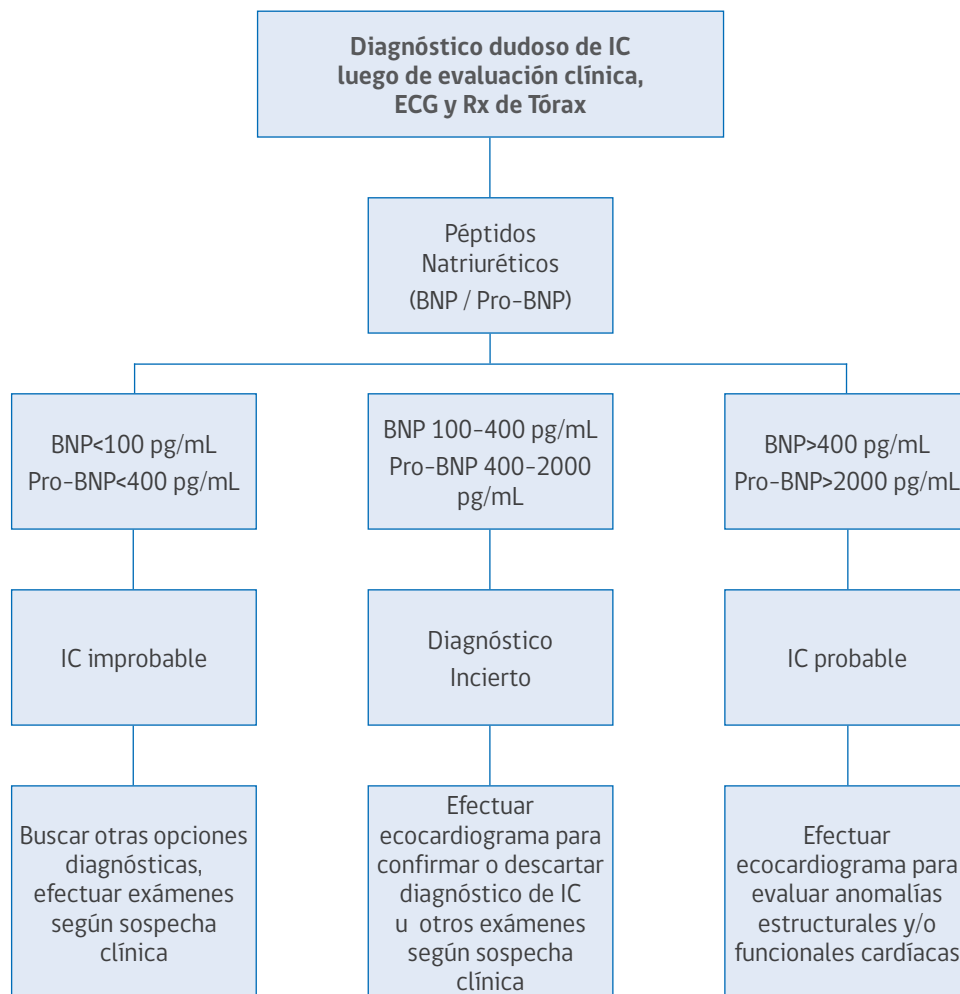 Diagnóstico dudoso de IC
luego de evaluación clínica,
ECG y Rx de Tórax
Péptidos
Natriuréticos
(BNP / Pro-BNP)
BNP<100 pg/mL
Pro-BNP<400 pg/mL
BNP 100-400 pg/mL
Pro-BNP 400-2000
pg/mL
BNP>400 pg/mL
Pro-BNP>2000 pg/mL
IC improbable
Diagnóstico
Incierto
IC probable
Buscar otras opciones
diagnósticas,
efectuar exámenes
según sospecha
clínica
Efectuar
ecocardiograma para
confirmar o descartar
diagnóstico de IC
u otros exámenes
según sospecha
clínica
Efectuar
ecocardiograma para
evaluar anomalías
estructurales y/o
funcionales cardíacas